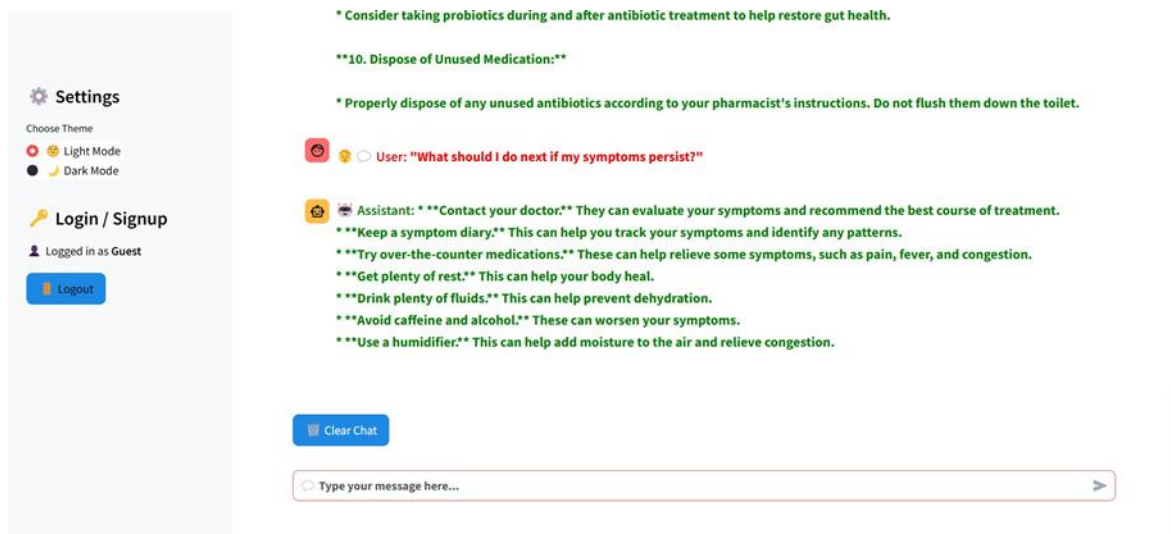 Settings
Choose Theme
Light Mode
Dark Mode
Login / Signup
Logged in as Guest
Logout
* Consider taking probiotics during and after antibiotic treatment to help restore gut health.
**10. Dispose of Unused Medication:**
* Properly dispose of any unused antibiotics according to your pharmacist's instructions. Do not flush them down the toilet.
User: "What should I do next if my symptoms persist?"
Assistant: * **Contact your doctor.** They can evaluate your symptoms and recommend the best course of treatment.
* **Keep a symptom diary.** This can help you track your symptoms and identify any patterns.
* **Try over-the-counter medications.** These can help relieve some symptoms, such as pain, fever, and congestion.
* **Get plenty of rest.** This can help your body heal.
* **Drink plenty of fluids.** This can help prevent dehydration.
* **Avoid caffeine and alcohol.** These can worsen your symptoms.
* **Use a humidifier.** This can help add moisture to the air and relieve congestion.
Clear Chat
Type your message here...